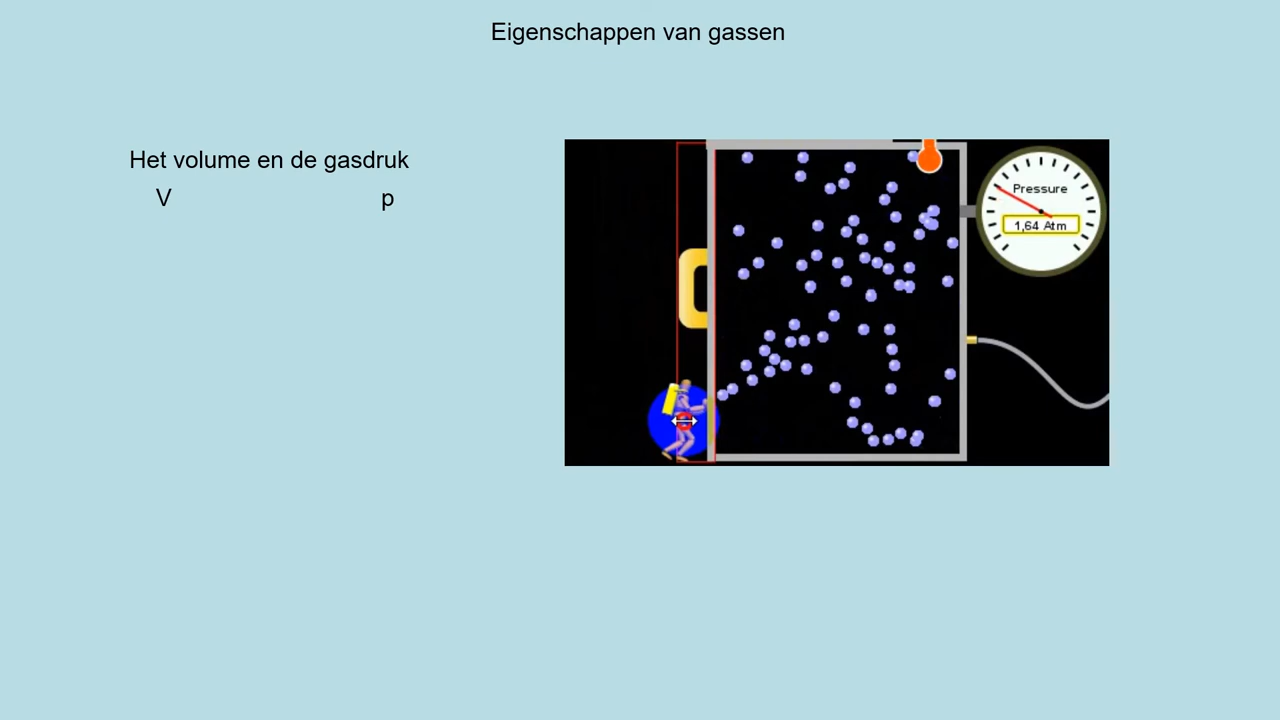 Eigenschappen van gassen
Het volume en de gasdruk
V p
Pressure
1,64 Atm